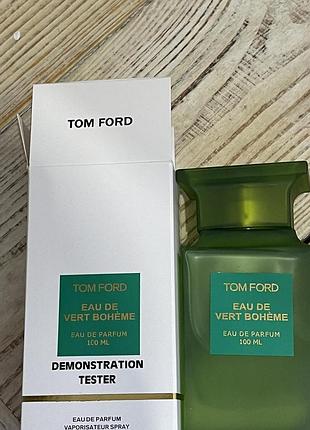 TOM FORD
TOM FORD
EAU DE
VERT BOHÈME
EAU DE PARFUM
100 ML
DEMONSTRATION
TESTER
EAU DE PARFUM
VAPORISATEUR SPRAY
TOM FORD
EAU DE
VERT BOHÈME
EAU DE PARFUM
100 ML